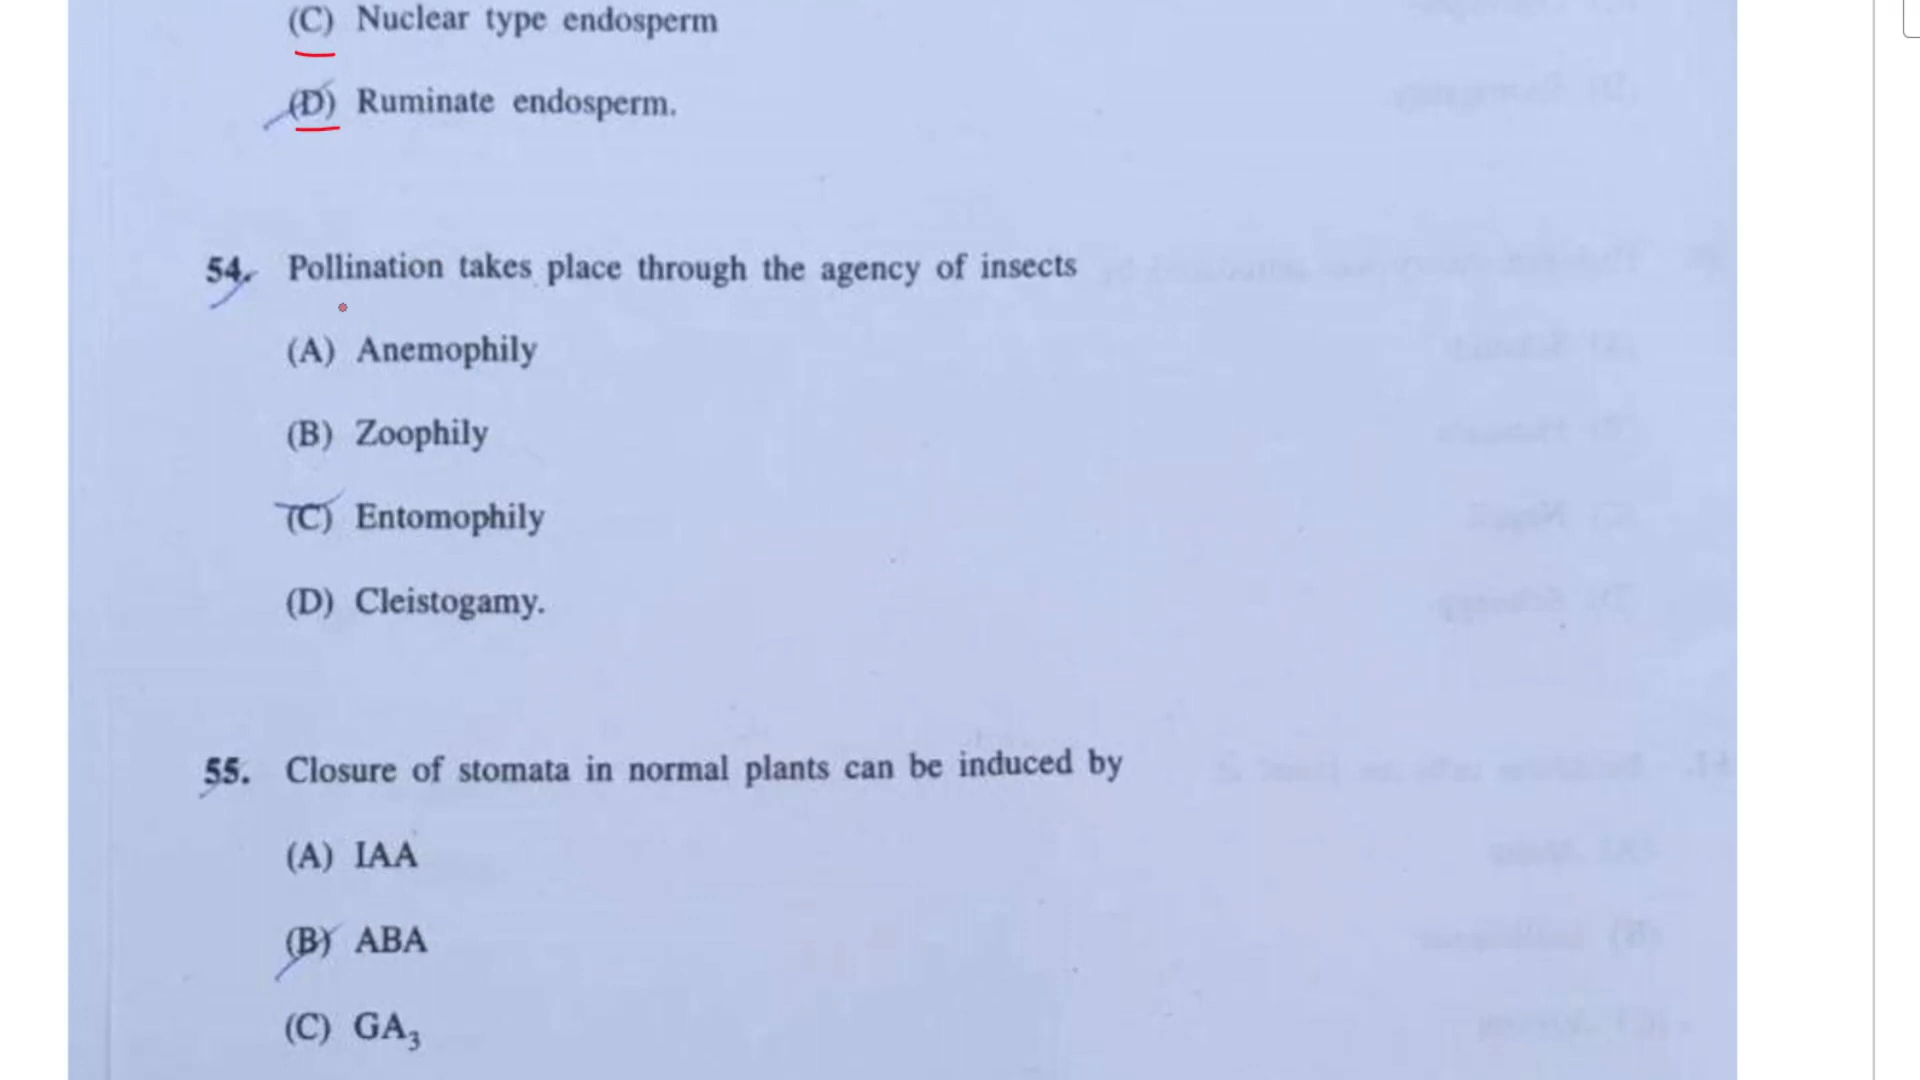 (C) Nuclear type endosperm
(D) Ruminate endosperm.
54. Pollination takes place through the agency of insects
(A) Anemophily
(B) Zoophily
(C) Entomophily
(D) Cleistogamy.
55. Closure of stomata in normal plants can be induced by
(A) IAA
(B) ABA
(C) GA₃